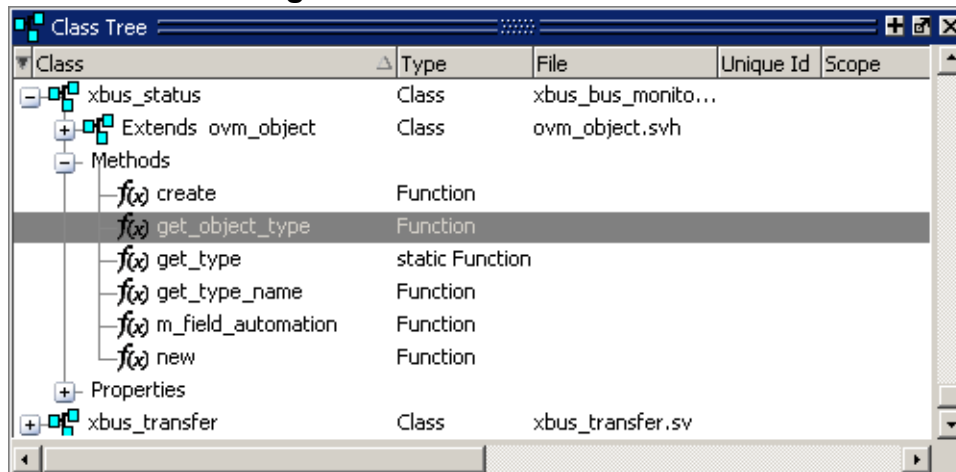 Class Tree
Class Type File Unique Id Scope
xbus_status Class xbus_bus_monito...
Extends ovm_object Class ovm_object.svh
Methods
f(x) create Function
f(x) get_object_type Function
f(x) get_type static Function
f(x) get_type_name Function
f(x) m_field_automation Function
f(x) new Function
Properties
xbus_transfer Class xbus_transfer.sv